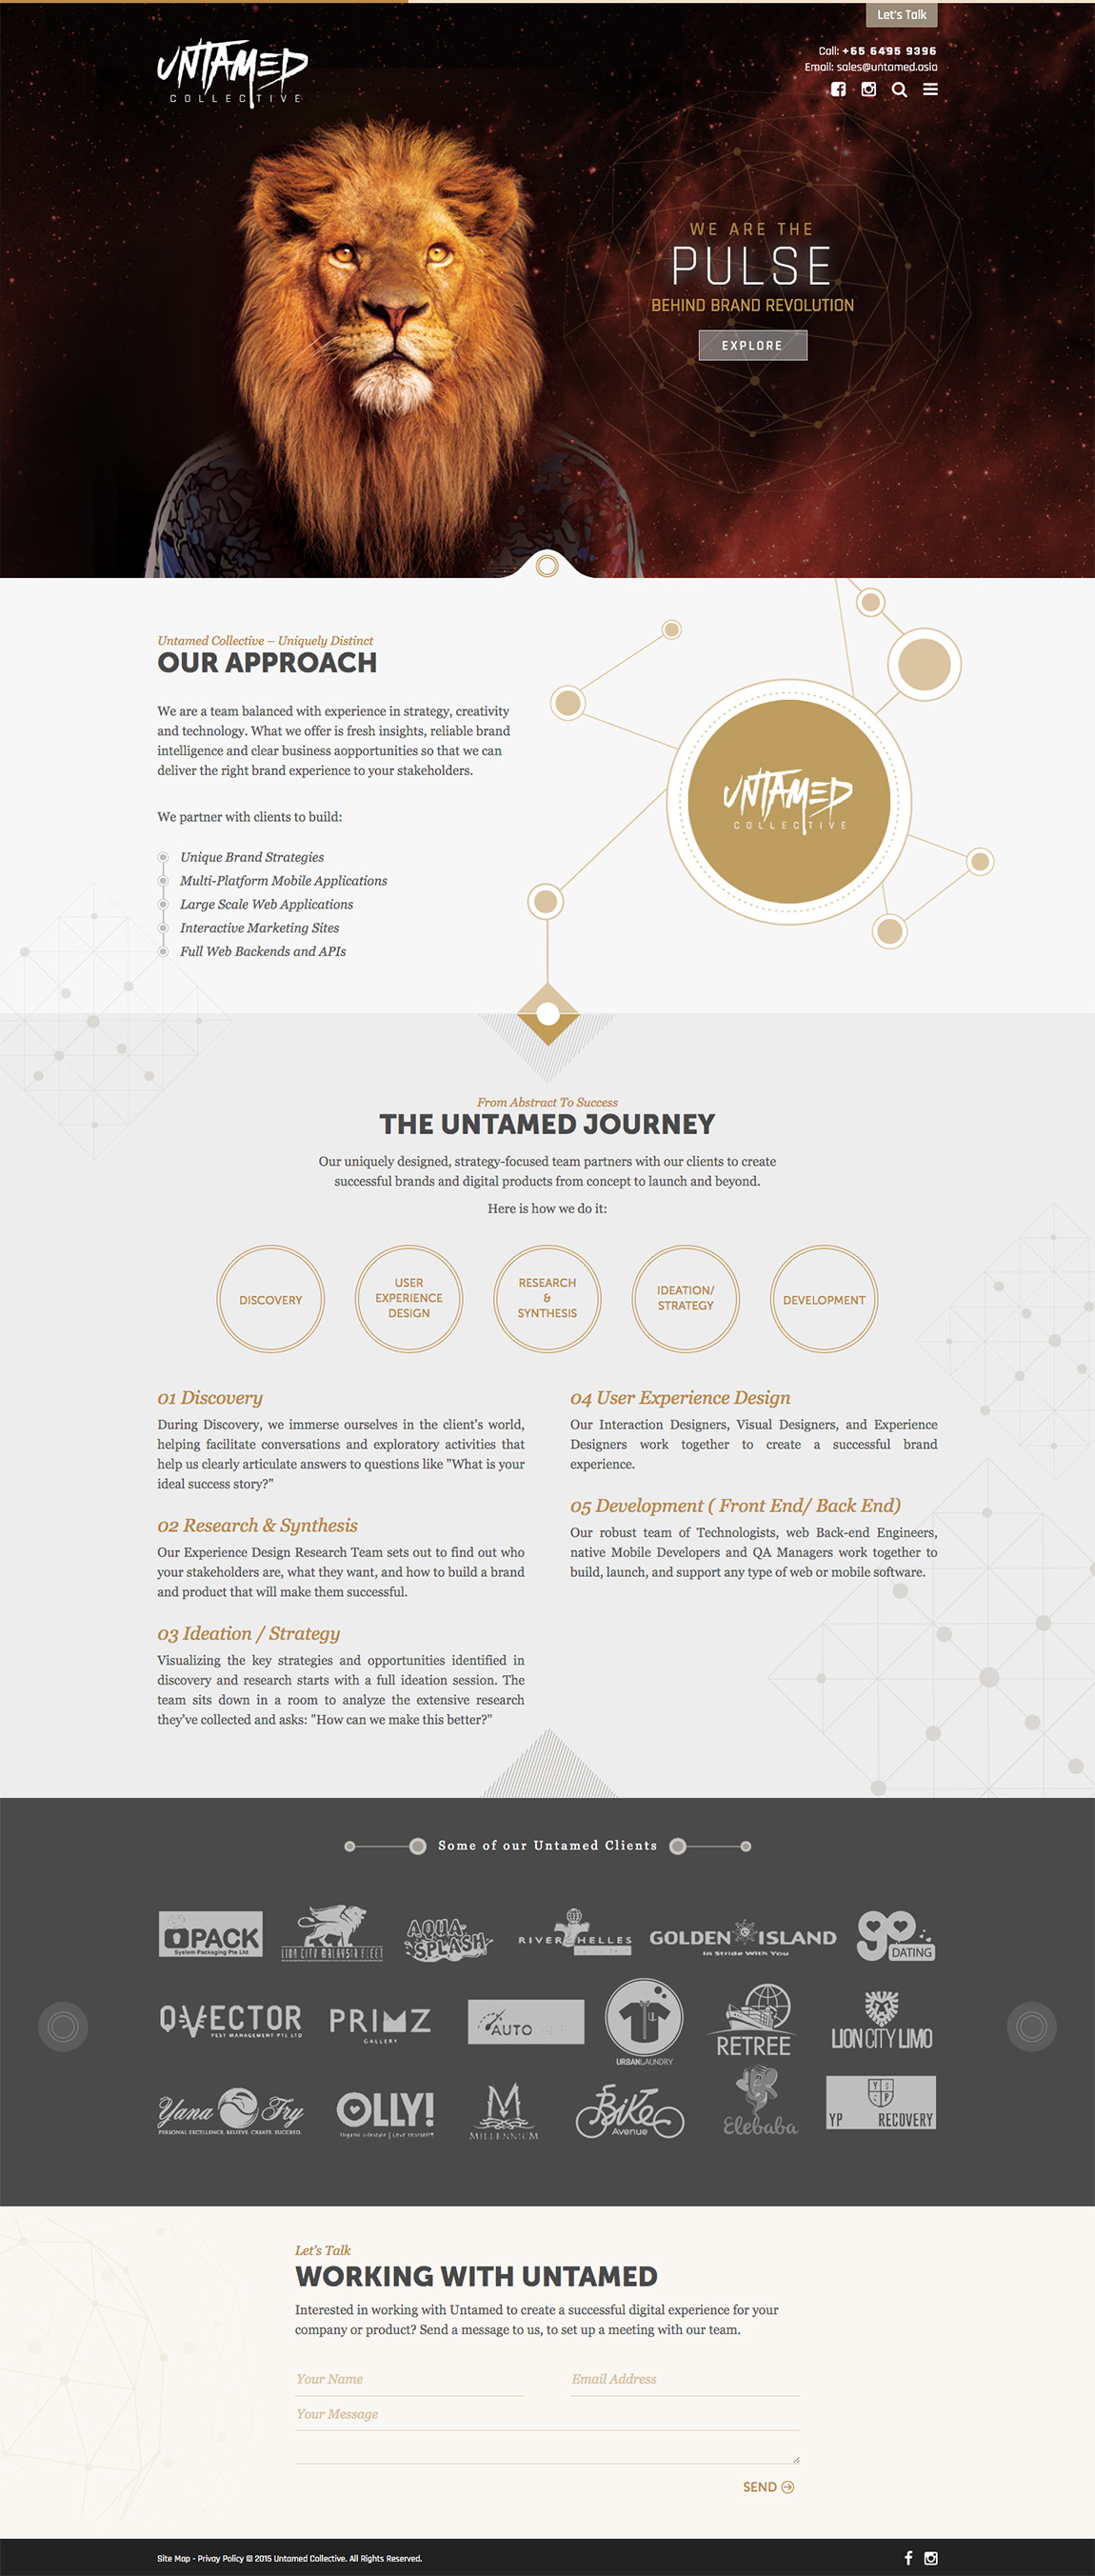 Let's Talk
UNTAMED
COLLECTIVE
Call: +65 6495 9396
Email: sales@untamed.asia
WE ARE THE
PULSE
BEHIND BRAND REVOLUTION
EXPLORE
Untamed Collective – Uniquely Distinct
OUR APPROACH
We are a team balanced with experience in strategy, creativity
and technology. What we offer is fresh insights, reliable brand
intelligence and clear business aopportunities so that we can
deliver the right brand experience to your stakeholders.
We partner with clients to build:
Unique Brand Strategies
Multi-Platform Mobile Applications
Large Scale Web Applications
Interactive Marketing Sites
Full Web Backends and APIs
UNTAMED
COLLECTIVE
From Abstract To Success
THE UNTAMED JOURNEY
Our uniquely designed, strategy-focused team partners with our clients to create
successful brands and digital products from concept to launch and beyond.
Here is how we do it:
DISCOVERY
USER
EXPERIENCE
DESIGN
RESEARCH
&
SYNTHESIS
IDEATION/
STRATEGY
DEVELOPMENT
01 Discovery
During Discovery, we immerse ourselves in the client's world,
helping facilitate conversations and exploratory activities that
help us clearly articulate answers to questions like "What is your
ideal success story?"
02 Research & Synthesis
Our Experience Design Research Team sets out to find out who
your stakeholders are, what they want, and how to build a brand
and product that will make them successful.
03 Ideation / Strategy
Visualizing the key strategies and opportunities identified in
discovery and research starts with a full ideation session. The
team sits down in a room to analyze the extensive research
they've collected and asks: "How can we make this better?"
04 User Experience Design
Our Interaction Designers, Visual Designers, and Experience
Designers work together to create a successful brand
experience.
05 Development ( Front End/ Back End)
Our robust team of Technologists, web Back-end Engineers,
native Mobile Developers and QA Managers work together to
build, launch, and support any type of web or mobile software.
Some of our Untamed Clients
OPACK
System Packaging Pte Ltd
LION CITY MALAYSIA FLEET
AQUA
SPLASH
RIVERCHELLES
GOLDEN ISLAND
In Stride With You
go
DATING
QVECTOR
PEST MANAGEMENT PTE LTD
PRIMZ
GALLERY
AUTO
URBANLAUNDRY
RETREE
LION CITY LIMO
Yana Fry
PERSONAL EXCELLENCE. BELIEVE. CREATE. SUCCEED.
OLLY!
Organic Lifestyle | Love Yourself!
MILLENNIUM
Bike
Avenue
Elebaba
YSRP
YP RECOVERY
Let's Talk
WORKING WITH UNTAMED
Interested in working with Untamed to create a successful digital experience for your
company or product? Send a message to us, to set up a meeting with our team.
Your Name
Email Address
Your Message
SEND
Site Map - Privay Policy © 2015 Untamed Collective. All Rights Reserved.